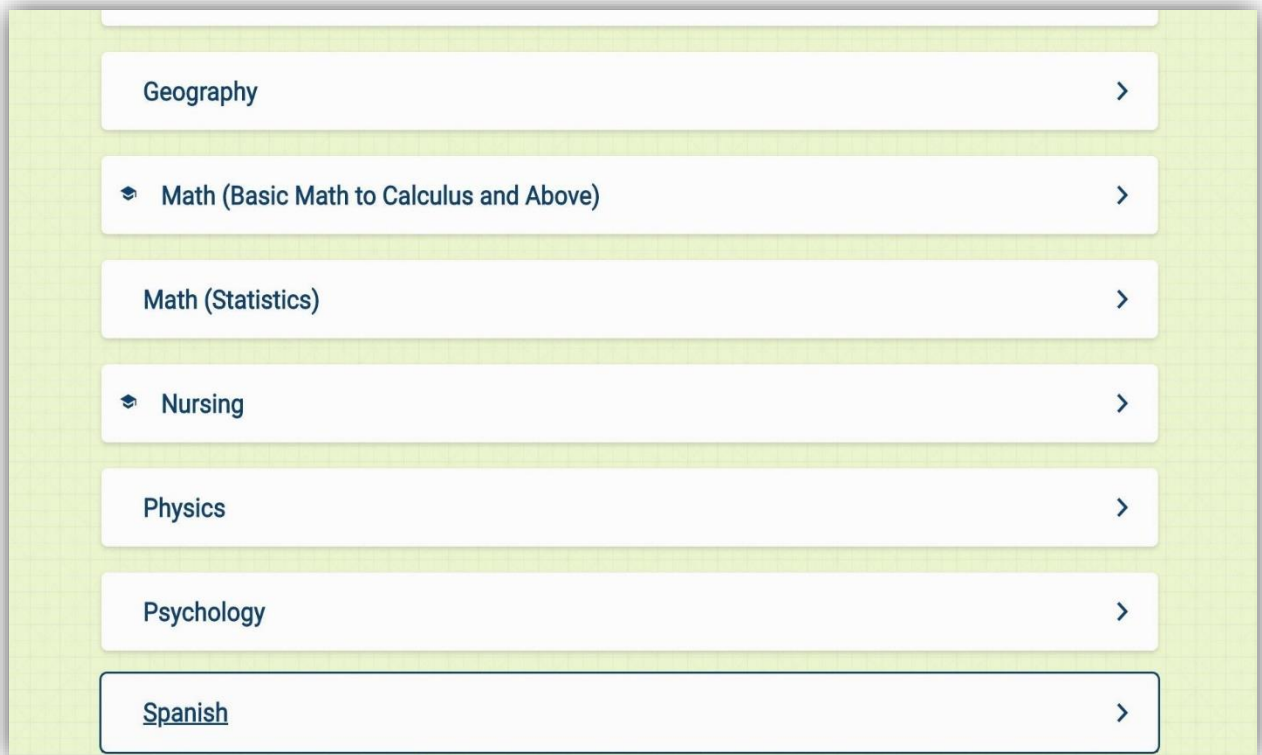 Geography
Math (Basic Math to Calculus and Above)
Math (Statistics)
Nursing
Physics
Psychology
Spanish